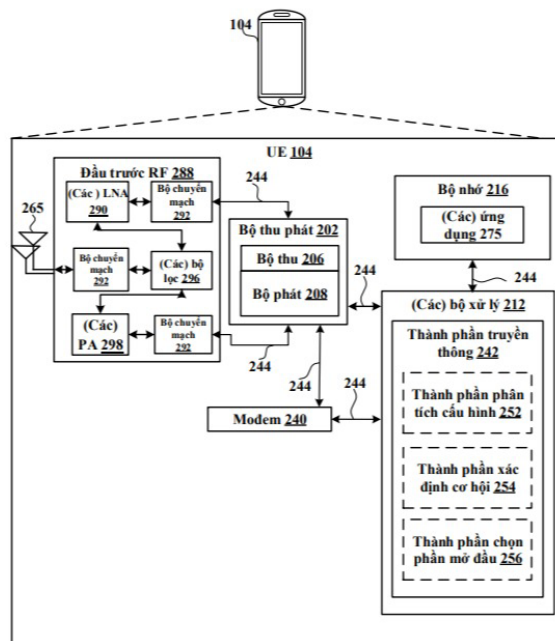 104
UE 104
Đầu trước RF 288
(Các ) LNA
290
Bộ chuyển
mạch
292
244
265
Bộ chuyển
mạch
292
(Các) bộ
lọc 296
(Các)
PA 298
Bộ chuyển
mạch
292
244
Bộ thu phát 202
Bộ thu 206
Bộ phát 208
244
244
Modem 240
244
Bộ nhớ 216
(Các) ứng
dụng 275
244
(Các) bộ xử lý 212
Thành phần truyền
thông 242
Thành phần phân
tích cấu hình 252
Thành phần xác
định cơ hội 254
Thành phần chọn
phần mở đầu 256